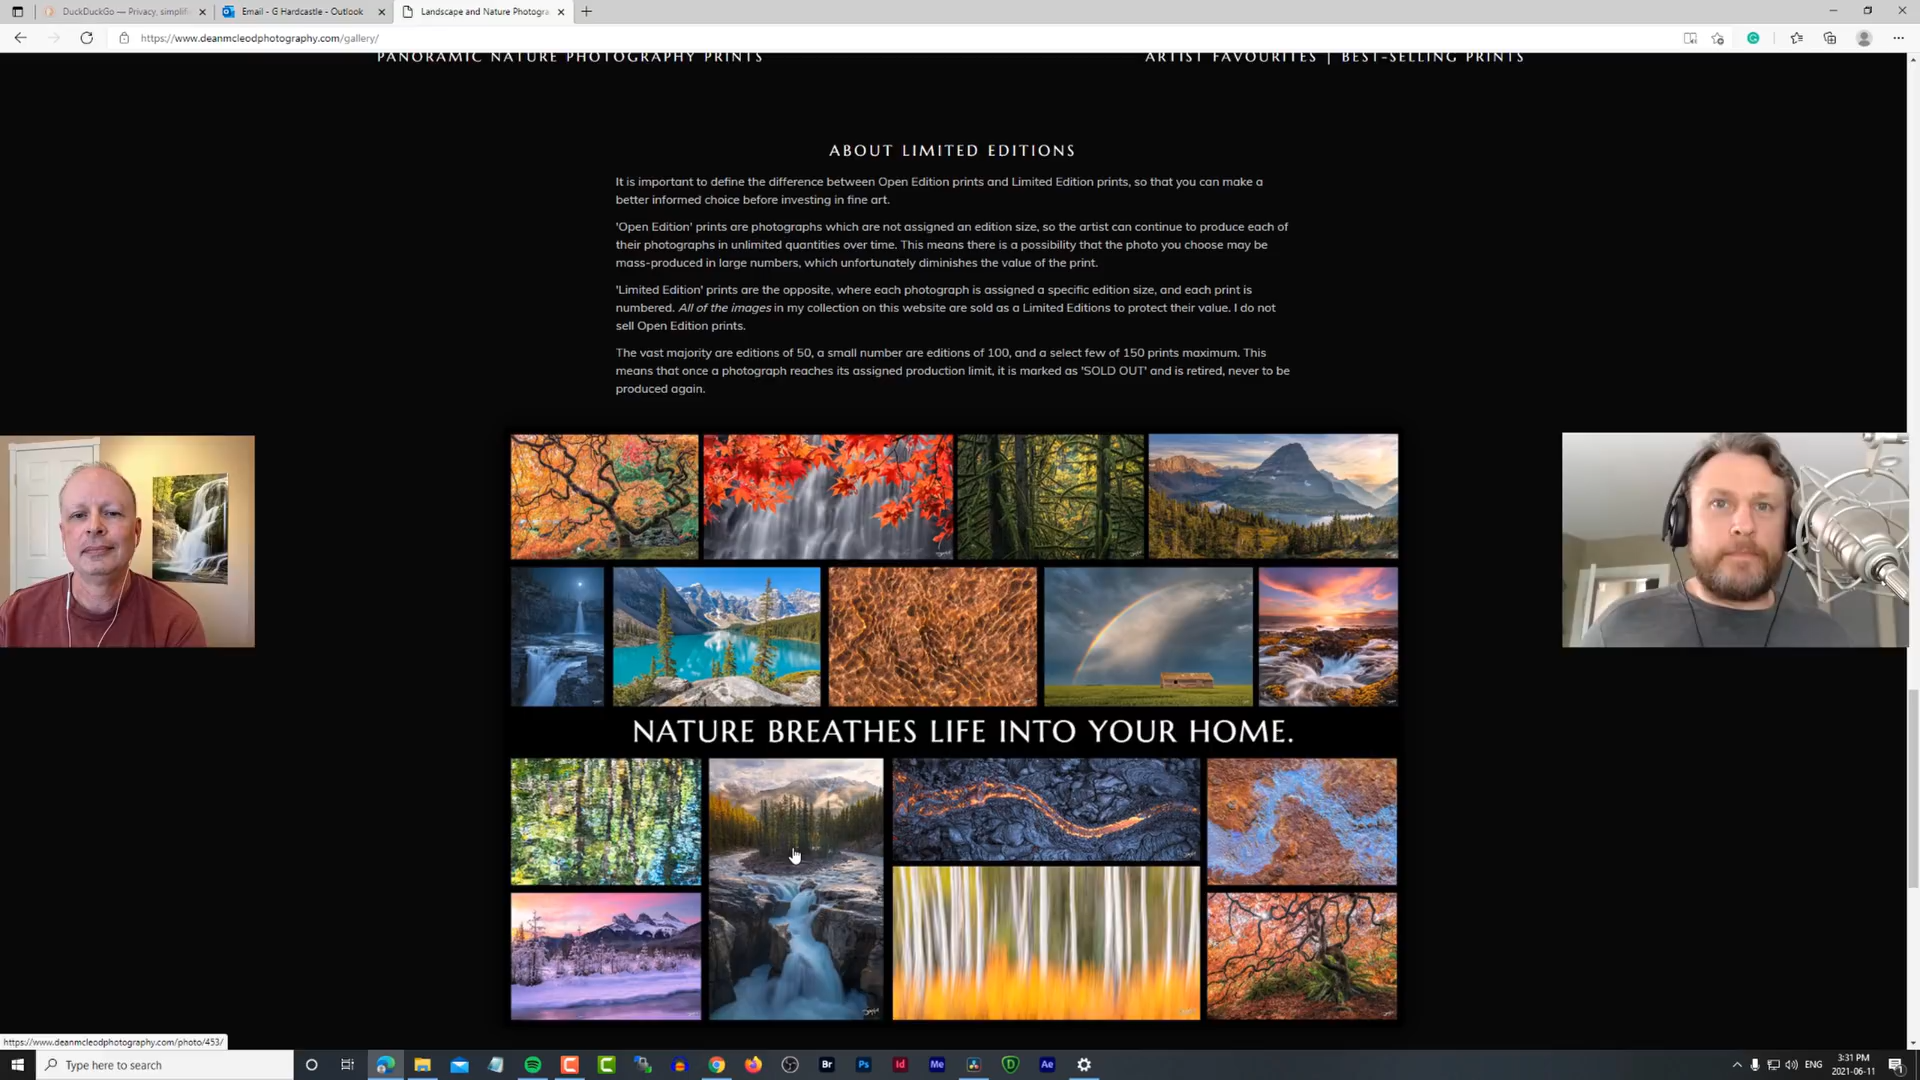 DuckDuckGo — Privacy, simplifi
Email - G Hardcastle - Outlook
Landscape and Nature Photogra
https://www.deanmcleodphotography.com/gallery/
PANORAMIC NATURE PHOTOGRAPHY PRINTS
ARTIST FAVOURITES | BEST-SELLING PRINTS
ABOUT LIMITED EDITIONS
It is important to define the difference between Open Edition prints and Limited Edition prints, so that you can make a
better informed choice before investing in fine art.
'Open Edition' prints are photographs which are not assigned an edition size, so the artist can continue to produce each of
their photographs in unlimited quantities over time. This means there is a possibility that the photo you choose may be
mass-produced in large numbers, which unfortunately diminishes the value of the print.
'Limited Edition' prints are the opposite, where each photograph is assigned a specific edition size, and each print is
numbered. All of the images in my collection on this website are sold as a Limited Editions to protect their value. I do not
sell Open Edition prints.
The vast majority are editions of 50, a small number are editions of 100, and a select few of 150 prints maximum. This
means that once a photograph reaches its assigned production limit, it is marked as 'SOLD OUT' and is retired, never to be
produced again.
NATURE BREATHES LIFE INTO YOUR HOME.
https://www.deanmcleodphotography.com/photo/453/
Type here to search
Br
Ps
Id
Me
Ae
ENG
3:31 PM
2021-06-11